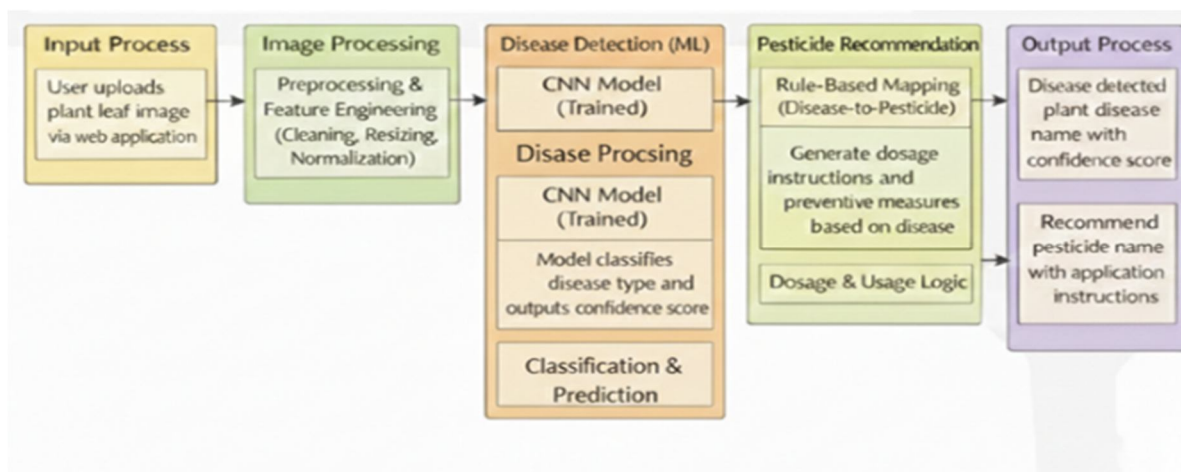 Input Process
User uploads
plant leaf image
via web application
Image Processing
Preprocessing &
Feature Engineering
(Cleaning, Resizing,
Normalization)
Disease Detection (ML)
CNN Model
(Trained)
Disase Procsing
CNN Model
(Trained)
Model classifies
disease type and
outputs confidence score
Classification &
Prediction
Pesticide Recommendation
Rule-Based Mapping
(Disease-to-Pesticide)
Generate dosage
instructions and
preventive measures
based on disease
Dosage & Usage Logic
Output Process
Disease detected
plant disease
name with
confidence score
Recommend
pesticide name
with application
instructions